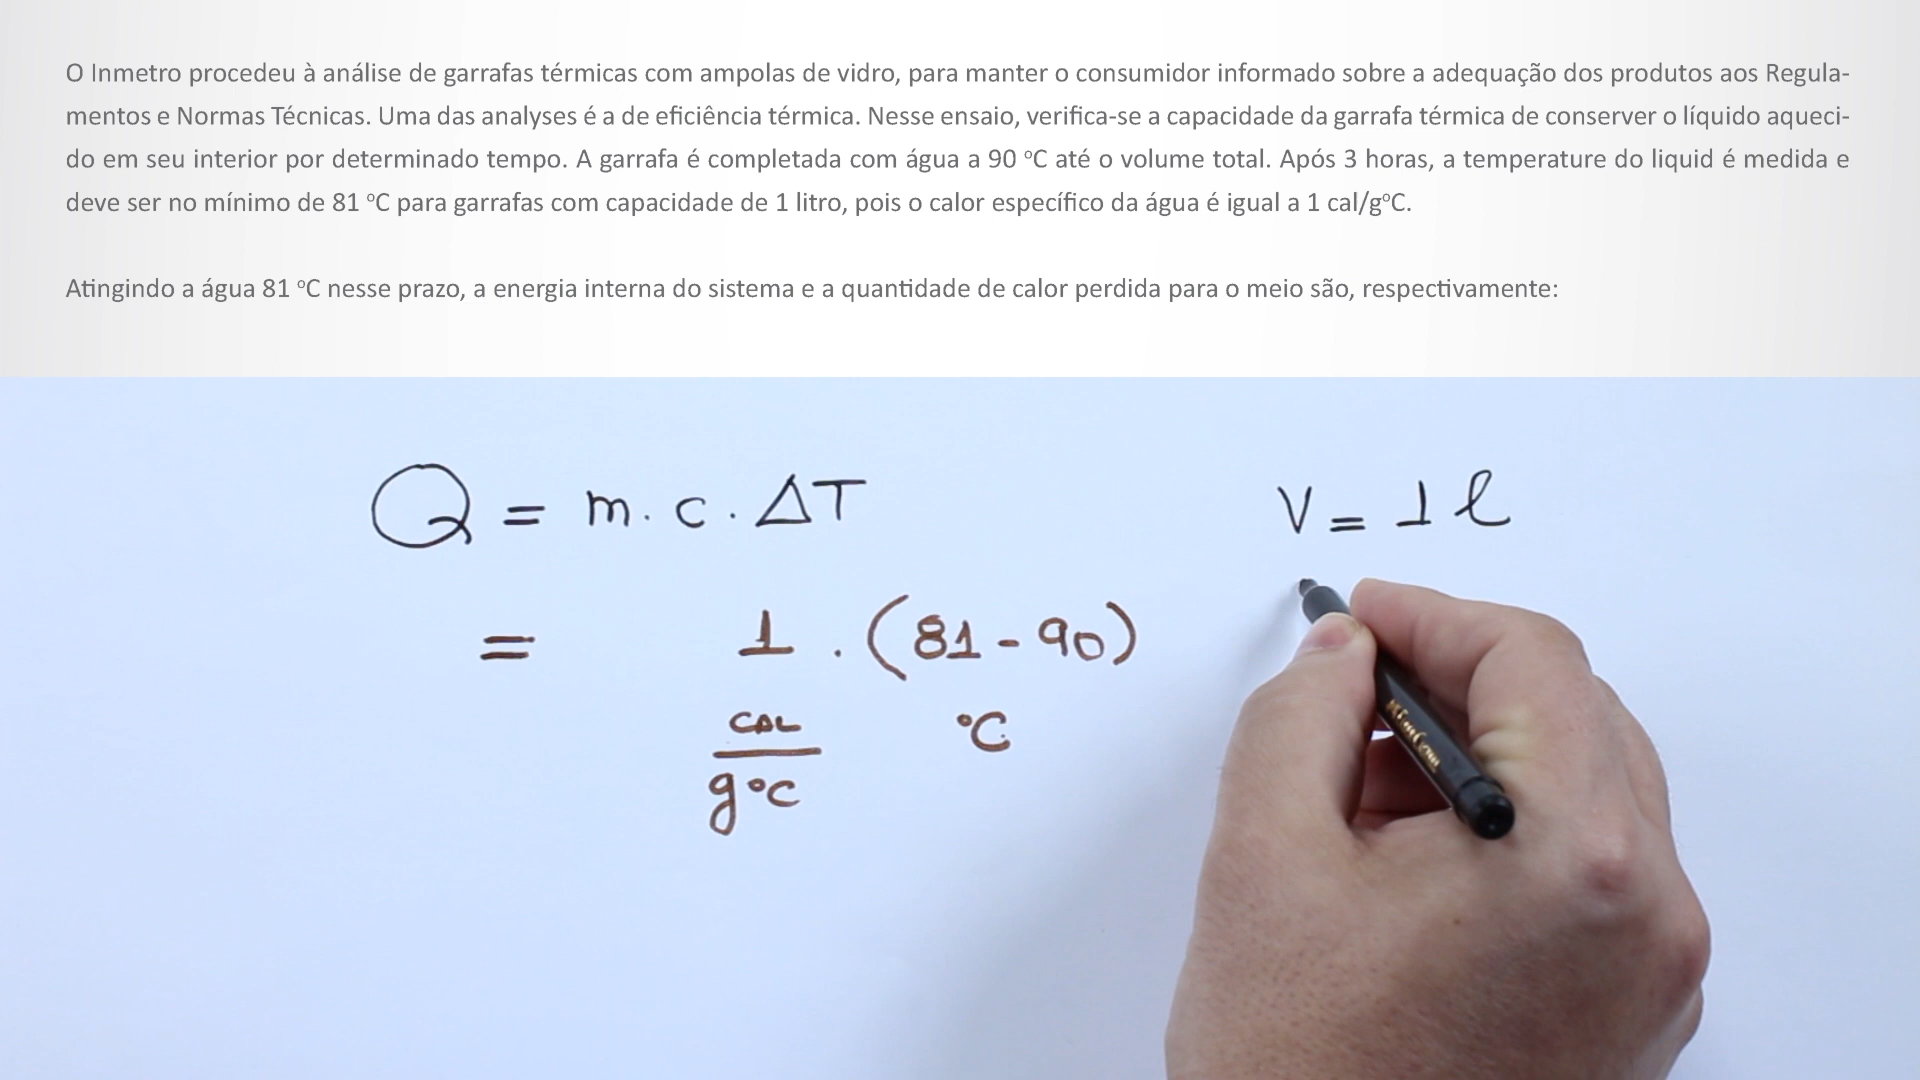 O Inmetro procedeu à análise de garrafas térmicas com ampolas de vidro, para manter o consumidor informado sobre a adequação dos produtos aos Regula-
mentos e Normas Técnicas. Uma das analyses é a de eficiência térmica. Nesse ensaio, verifica-se a capacidade da garrafa térmica de conserver o líquido aqueci-
do em seu interior por determinado tempo. A garrafa é completada com água a 90 °C até o volume total. Após 3 horas, a temperature do liquid é medida e
deve ser no mínimo de 81 °C para garrafas com capacidade de 1 litro, pois o calor específico da água é igual a 1 cal/g°C.
Atingindo a água 81 °C nesse prazo, a energia interna do sistema e a quantidade de calor perdida para o meio são, respectivamente:
Q = m. c. ΔT
V = 1 l
= 1 . (81 - 90)
CAL °C
g°C